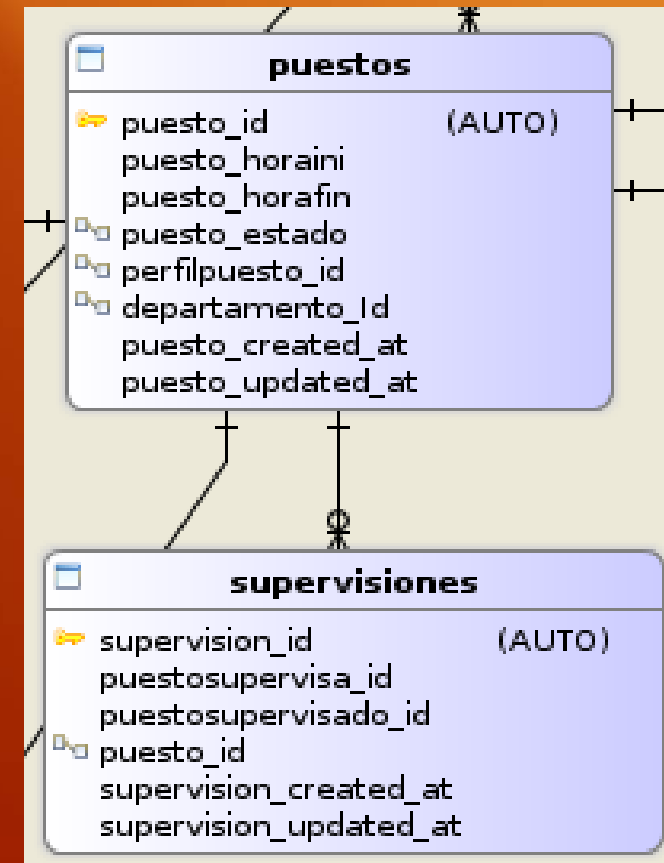 puestos
puesto_id (AUTO)
puesto_horaini
puesto_horafin
puesto_estado
perfilpuesto_id
departamento_Id
puesto_created_at
puesto_updated_at
supervisiones
supervision_id (AUTO)
puestosupervisa_id
puestosupervisado_id
puesto_id
supervision_created_at
supervision_updated_at